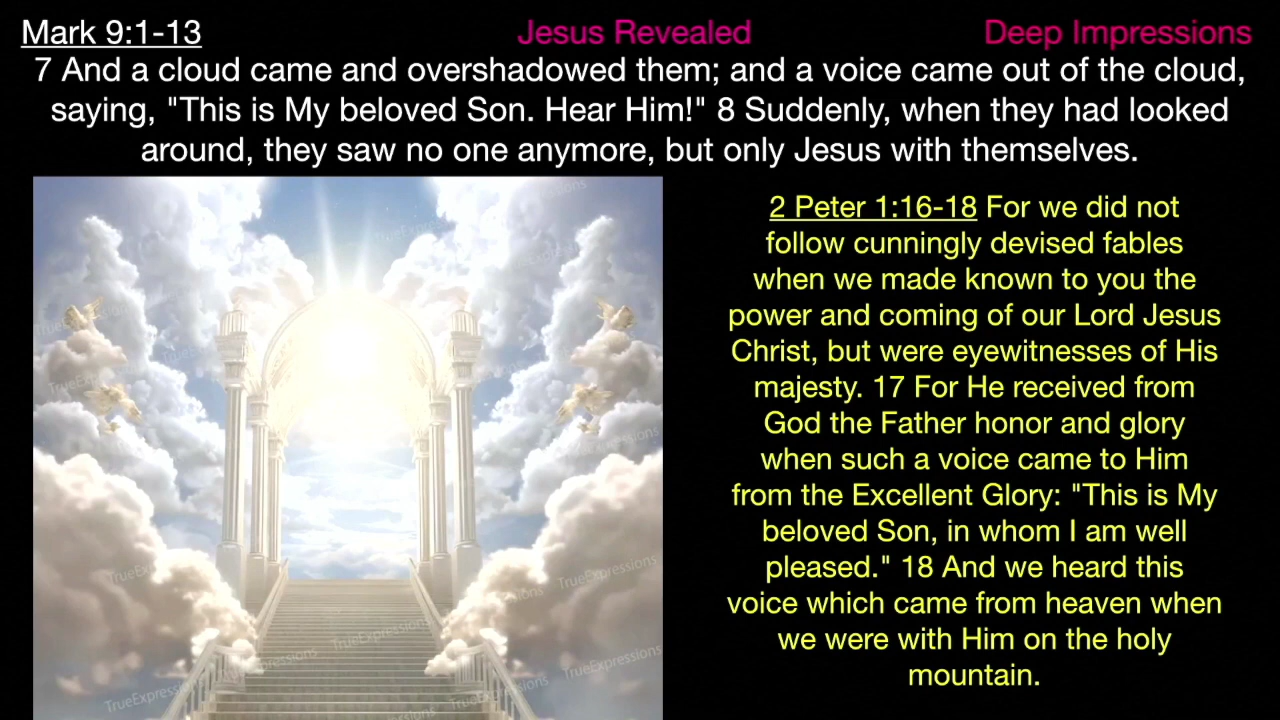 Mark 9:1-13 Jesus Revealed Deep Impressions
7 And a cloud came and overshadowed them; and a voice came out of the cloud,
saying, "This is My beloved Son. Hear Him!" 8 Suddenly, when they had looked
around, they saw no one anymore, but only Jesus with themselves.
2 Peter 1:16-18 For we did not
follow cunningly devised fables
when we made known to you the
power and coming of our Lord Jesus
Christ, but were eyewitnesses of His
majesty. 17 For He received from
God the Father honor and glory
when such a voice came to Him
from the Excellent Glory: "This is My
beloved Son, in whom I am well
pleased." 18 And we heard this
voice which came from heaven when
we were with Him on the holy
mountain.
TrueExpressions
TrueExpressions
TrueExpressions
TrueExpressions
TrueExpressions